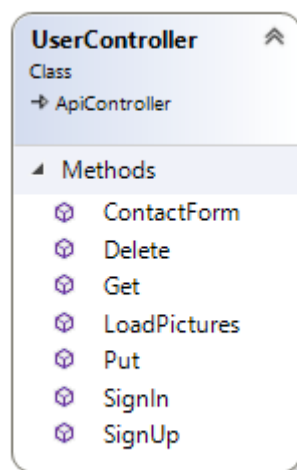 UserController
Class
ApiController
Methods
ContactForm
Delete
Get
LoadPictures
Put
SignIn
SignUp